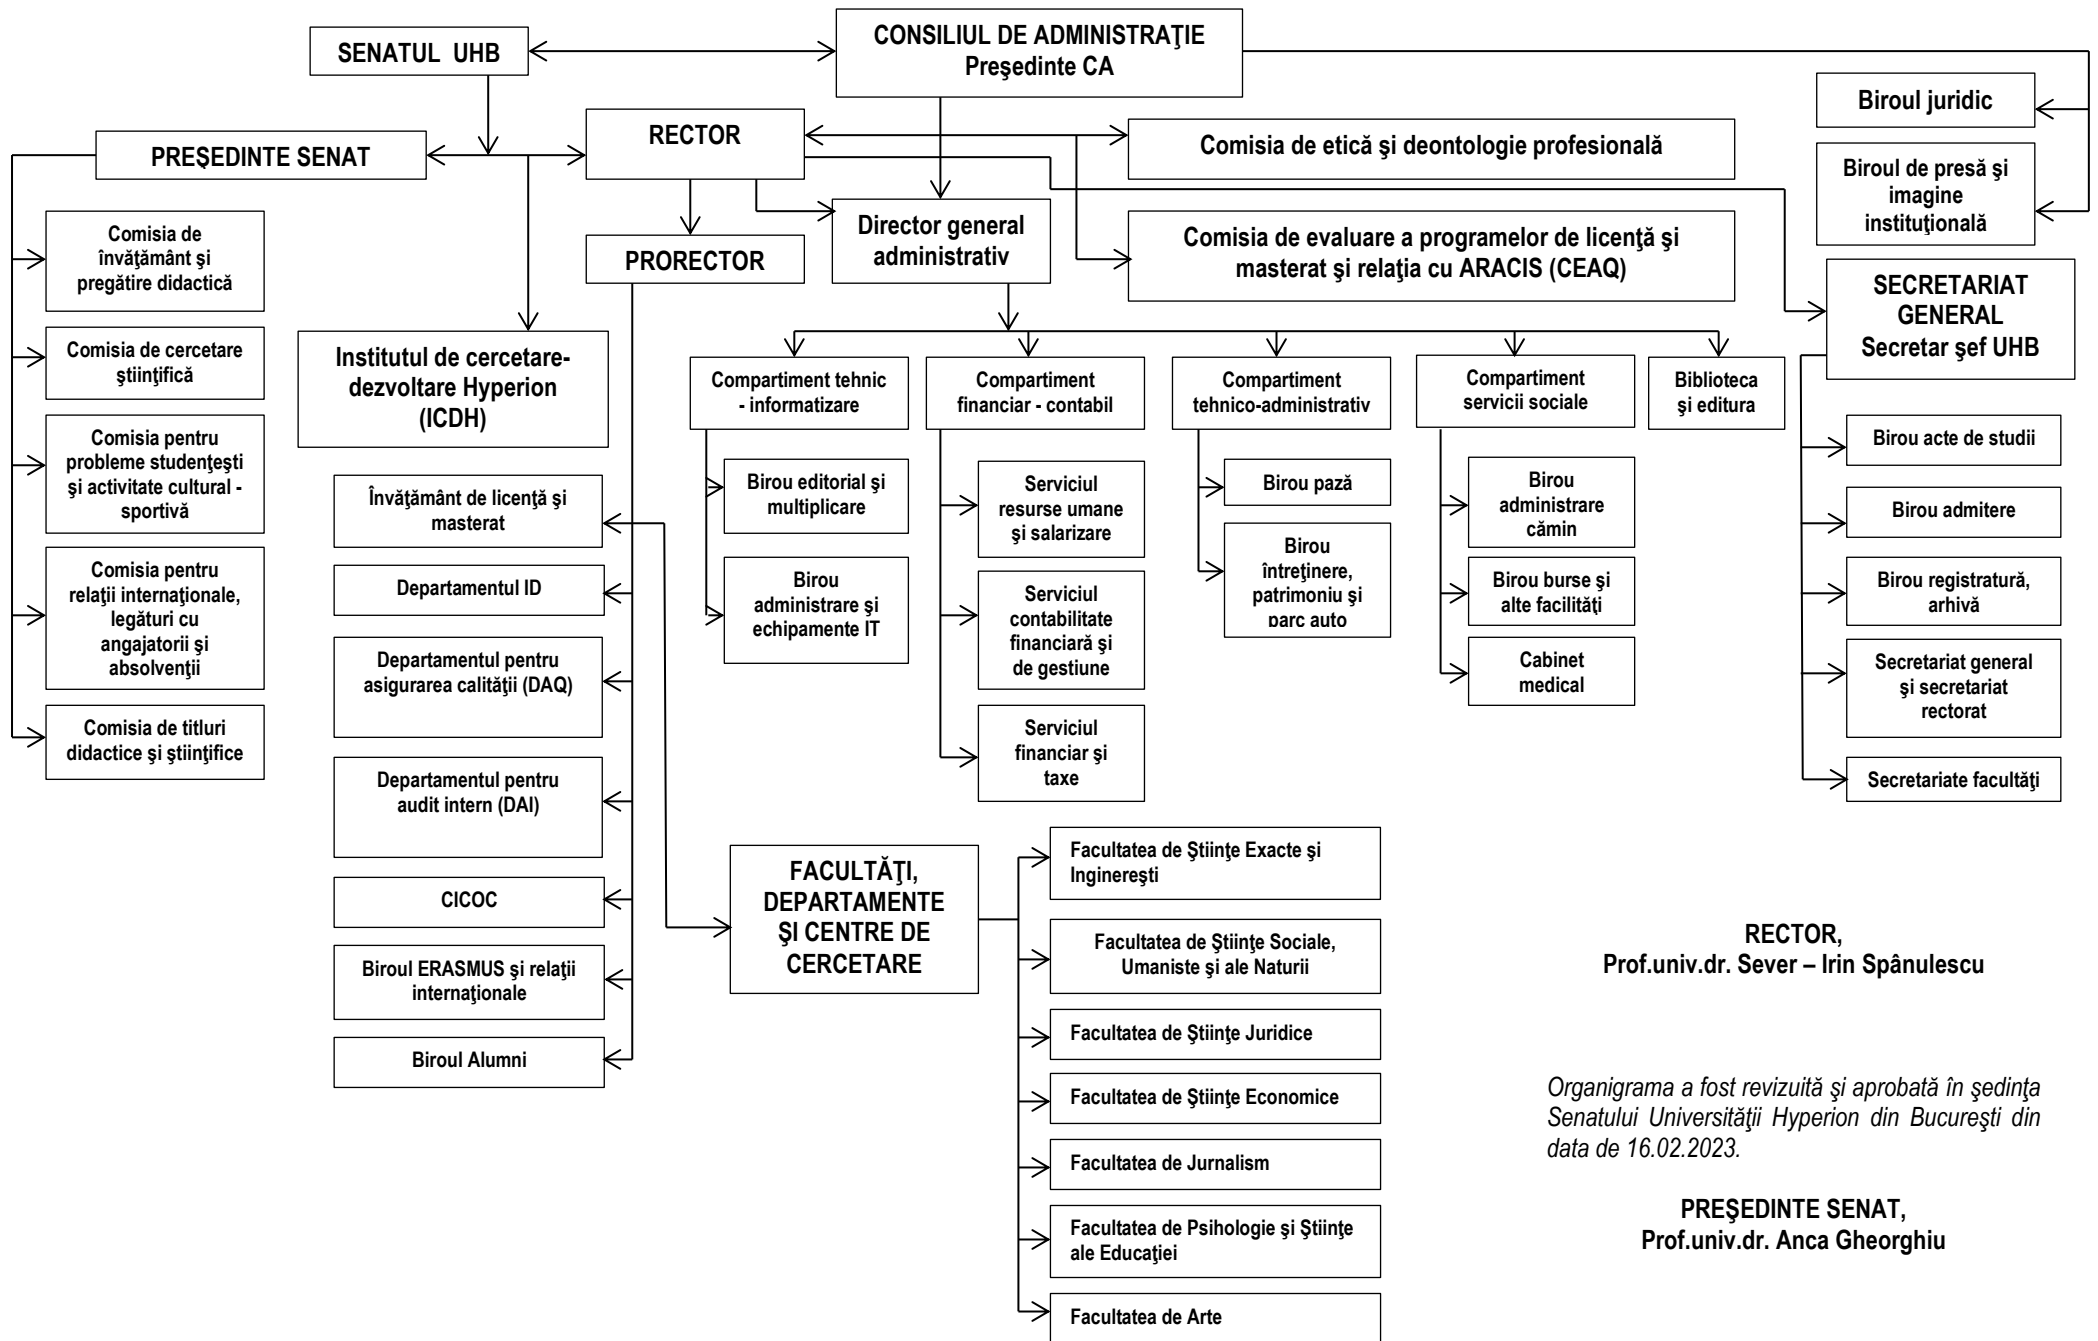 SENATUL UHB
CONSILIUL DE ADMINISTRAŢIE
Preşedinte CA
Biroul juridic
RECTOR
PREŞEDINTE SENAT
Comisia de etică şi deontologie profesională
Biroul de presă şi
imagine
instituţională
Director general
administrativ
PRORECTOR
Comisia de evaluare a programelor de licenţă şi
masterat şi relaţia cu ARACIS (CEAQ)
SECRETARIAT
GENERAL
Secretar şef UHB
Comisia de
învăţământ şi
pregătire didactică
Comisia de cercetare
ştiinţifică
Comisia pentru
probleme studenţeşti
şi activitate cultural -
sportivă
Comisia pentru
relaţii internaţionale,
legături cu
angajatorii şi
absolvenţii
Comisia de titluri
didactice şi ştiinţifice
Institutul de cercetare-
dezvoltare Hyperion
(ICDH)
Învăţământ de licenţă şi
masterat
Departamentul ID
Departamentul pentru
asigurarea calităţii (DAQ)
Departamentul pentru
audit intern (DAI)
CICOC
Biroul ERASMUS şi relaţii
internaţionale
Biroul Alumni
Compartiment tehnic
- informatizare
Birou editorial şi
multiplicare
Birou
administrare şi
echipamente IT
Compartiment
financiar - contabil
Serviciul
resurse umane
şi salarizare
Serviciul
contabilitate
financiară şi
de gestiune
Serviciul
financiar şi
taxe
Compartiment
tehnico-administrativ
Birou pază
Birou
întreţinere,
patrimoniu şi
parc auto
Compartiment
servicii sociale
Birou
administrare
cămin
Birou burse şi
alte facilităţi
Cabinet
medical
Biblioteca
şi editura
Birou acte de studii
Birou admitere
Birou registratură,
arhivă
Secretariat general
şi secretariat
rectorat
Secretariate facultăţi
FACULTĂŢI,
DEPARTAMENTE
ŞI CENTRE DE
CERCETARE
Facultatea de Ştiinţe Exacte şi
Inginereşti
Facultatea de Ştiinţe Sociale,
Umaniste şi ale Naturii
Facultatea de Ştiinţe Juridice
Facultatea de Ştiinţe Economice
Facultatea de Jurnalism
Facultatea de Psihologie şi Ştiinţe
ale Educaţiei
Facultatea de Arte
RECTOR,
Prof.univ.dr. Sever – Irin Spânulescu
Organigrama a fost revizuită şi aprobată în şedinţa
Senatului Universităţii Hyperion din Bucureşti din
data de 16.02.2023.
PREŞEDINTE SENAT,
Prof.univ.dr. Anca Gheorghiu